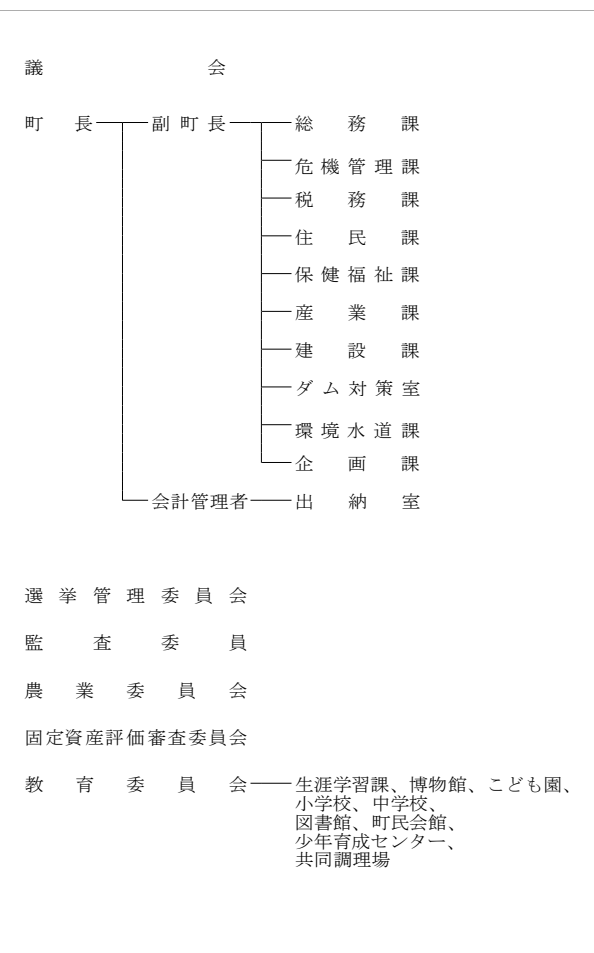 議会
町長 副町長 総務課
危機管理課
税務課
住民課
保健福祉課
産業課
建設課
ダム対策室
環境水道課
企画課
会計管理者 出納室
選挙管理委員会
監査委員
農業委員会
固定資産評価審査委員会
教育委員会 生涯学習課、博物館、こども園、
小学校、中学校、
図書館、町民会館、
少年育成センター、
共同調理場